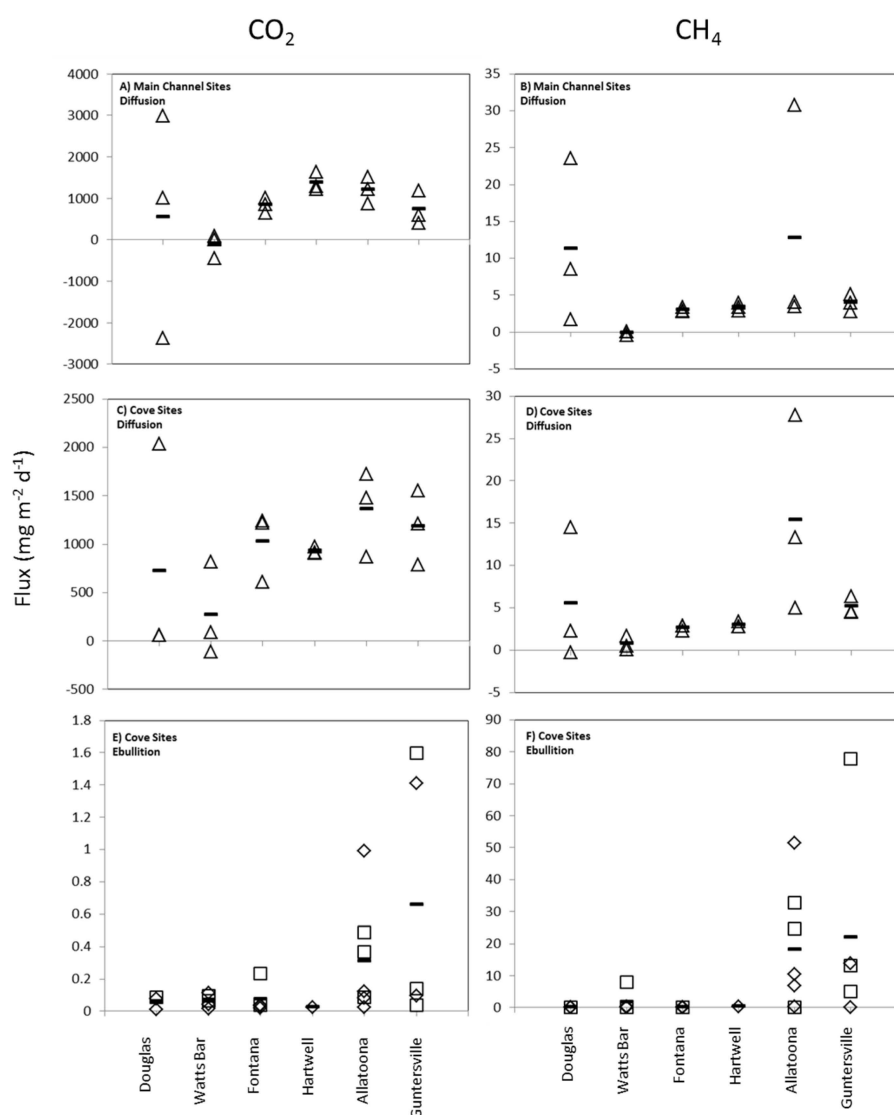 CO₂
CH₄
A) Main Channel Sites
Diffusion
4000
3000
2000
1000
0
-1000
-2000
-3000
B) Main Channel Sites
Diffusion
35
30
25
20
15
10
5
0
-5
Flux (mg m⁻² d⁻¹)
C) Cove Sites
Diffusion
2500
2000
1500
1000
500
0
-500
D) Cove Sites
Diffusion
30
25
20
15
10
5
0
-5
E) Cove Sites
Ebullition
1.8
1.6
1.4
1.2
1
0.8
0.6
0.4
0.2
0
F) Cove Sites
Ebullition
90
80
70
60
50
40
30
20
10
0
Douglas
Watts Bar
Fontana
Hartwell
Allatoona
Guntersville
Douglas
Watts Bar
Fontana
Hartwell
Allatoona
Guntersville